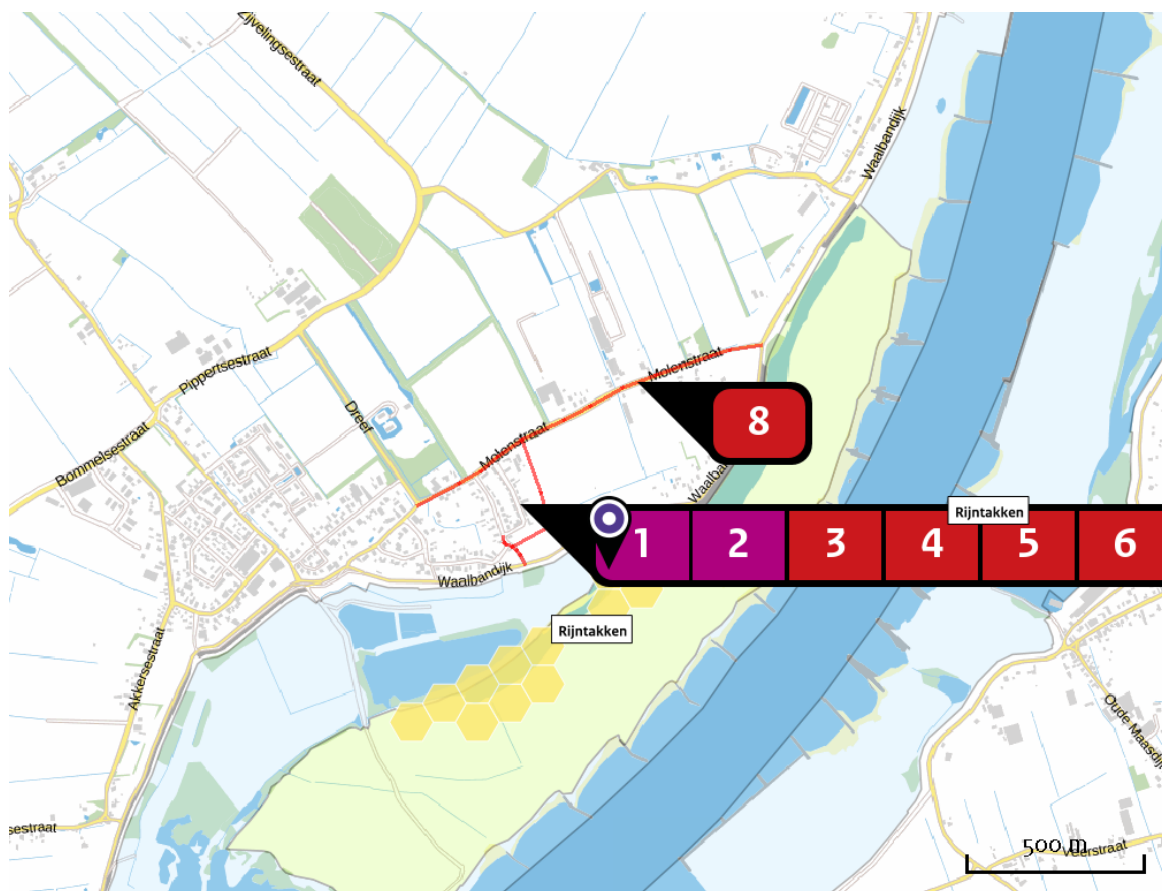 Zijvelingsestraat
Waalbandijk
Molenstraat
Pippertsestraat
Dreef
8
Bommelsestraat
Molenstraat
Rijntakken
1
2
3
4
5
6
Waalbandijk
Rijntakken
Akkersestraat
Oude Maasdijk
500 m
Veerstraat
sestraat